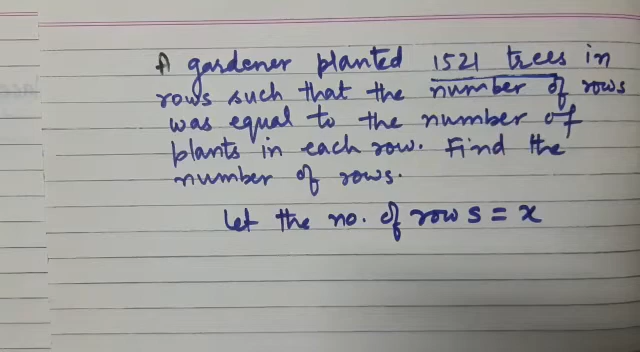 A gardener planted 1521 trees in
rows such that the number of rows
was equal to the number of
plants in each row. Find the
number of rows.
Let the no. of rows = x